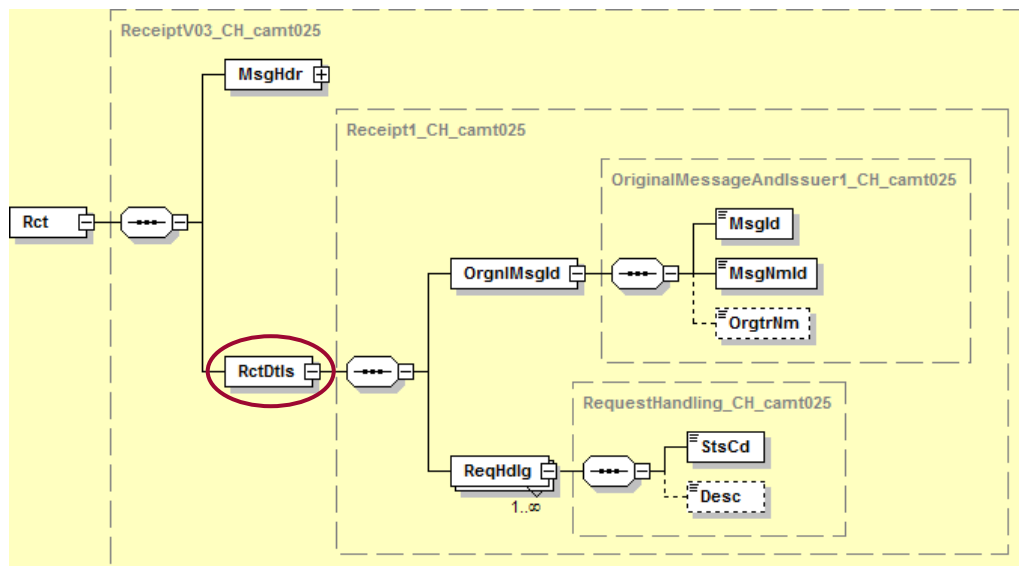 ReceiptV03_CH_camt025
MsgHdr
Receipt1_CH_camt025
OriginalMessageAndIssuer1_CH_camt025
MsgId
Rct
OrgnlMsgId
MsgNmId
OrgtrNm
RctDtls
RequestHandling_CH_camt025
StsCd
ReqHdlg
Desc
1..∞